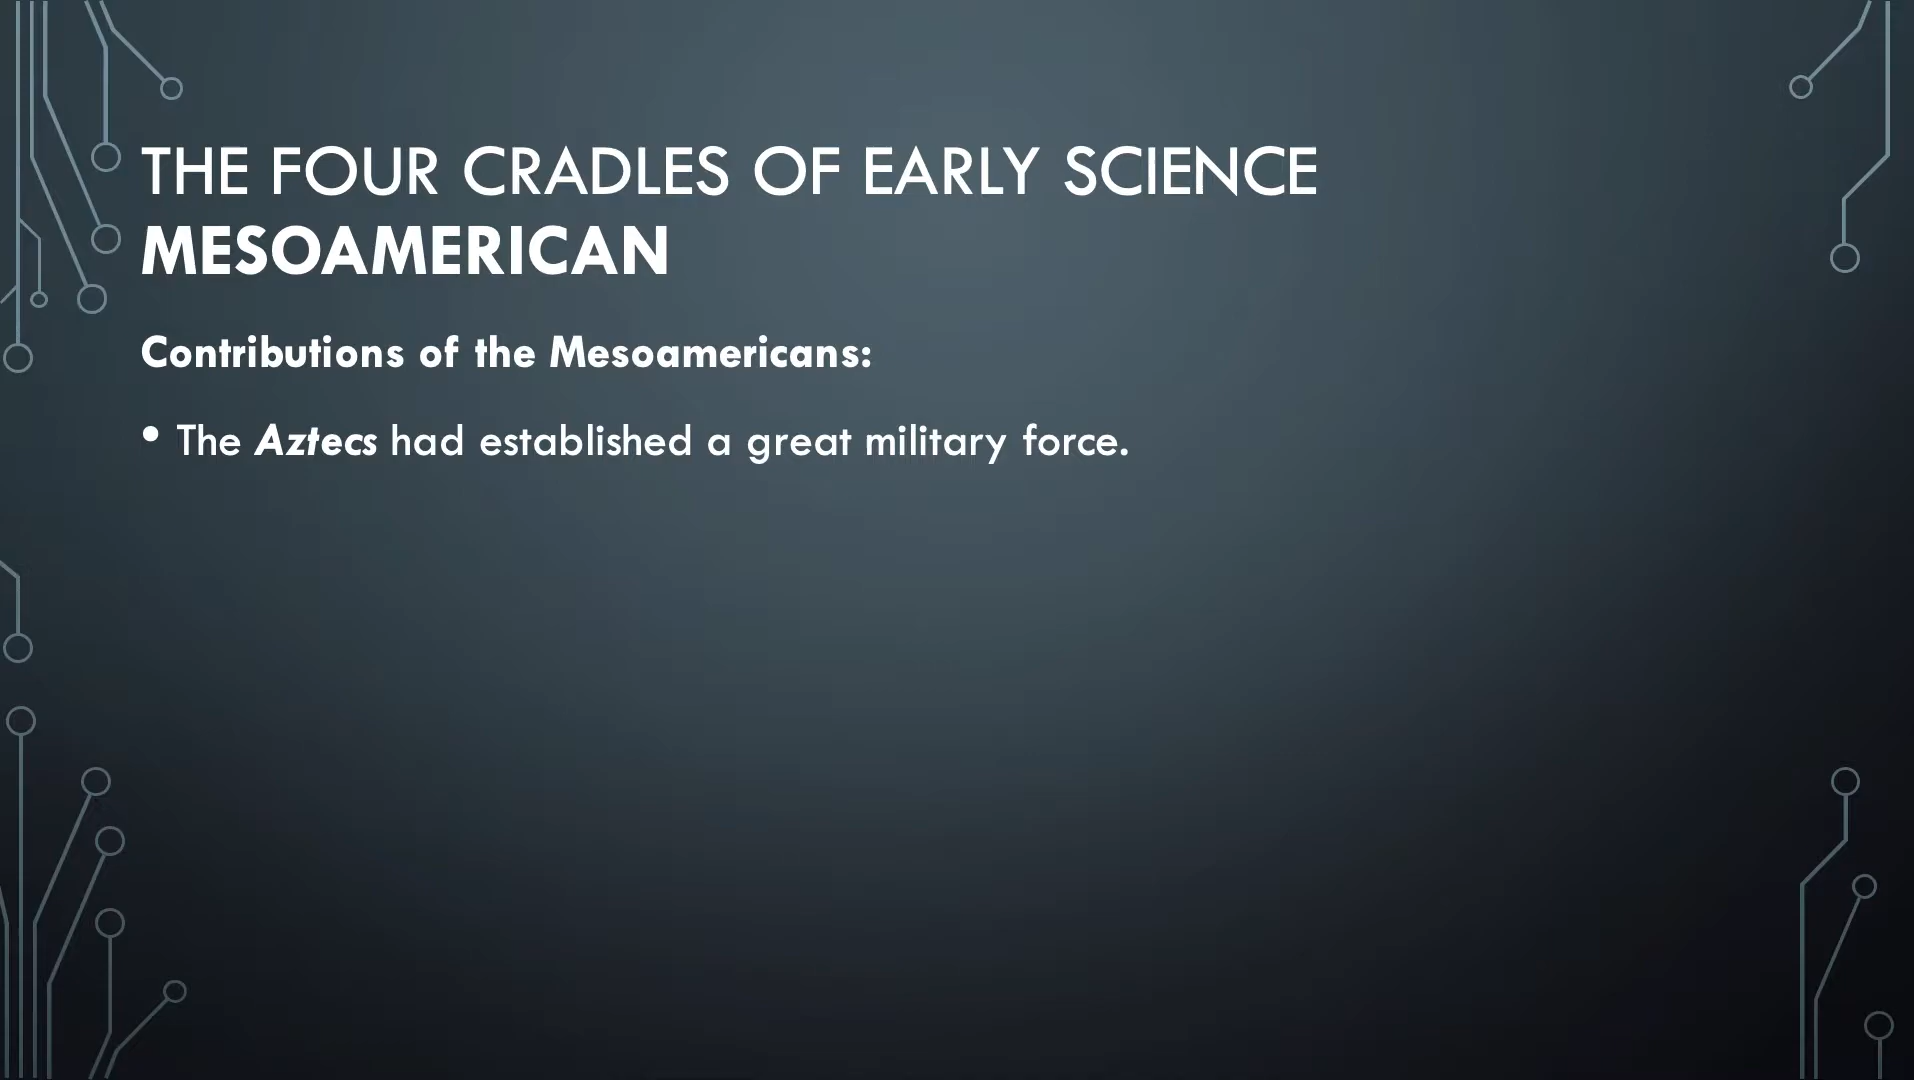 THE FOUR CRADLES OF EARLY SCIENCE
MESOAMERICAN
Contributions of the Mesoamericans:
• The Aztecs had established a great military force.